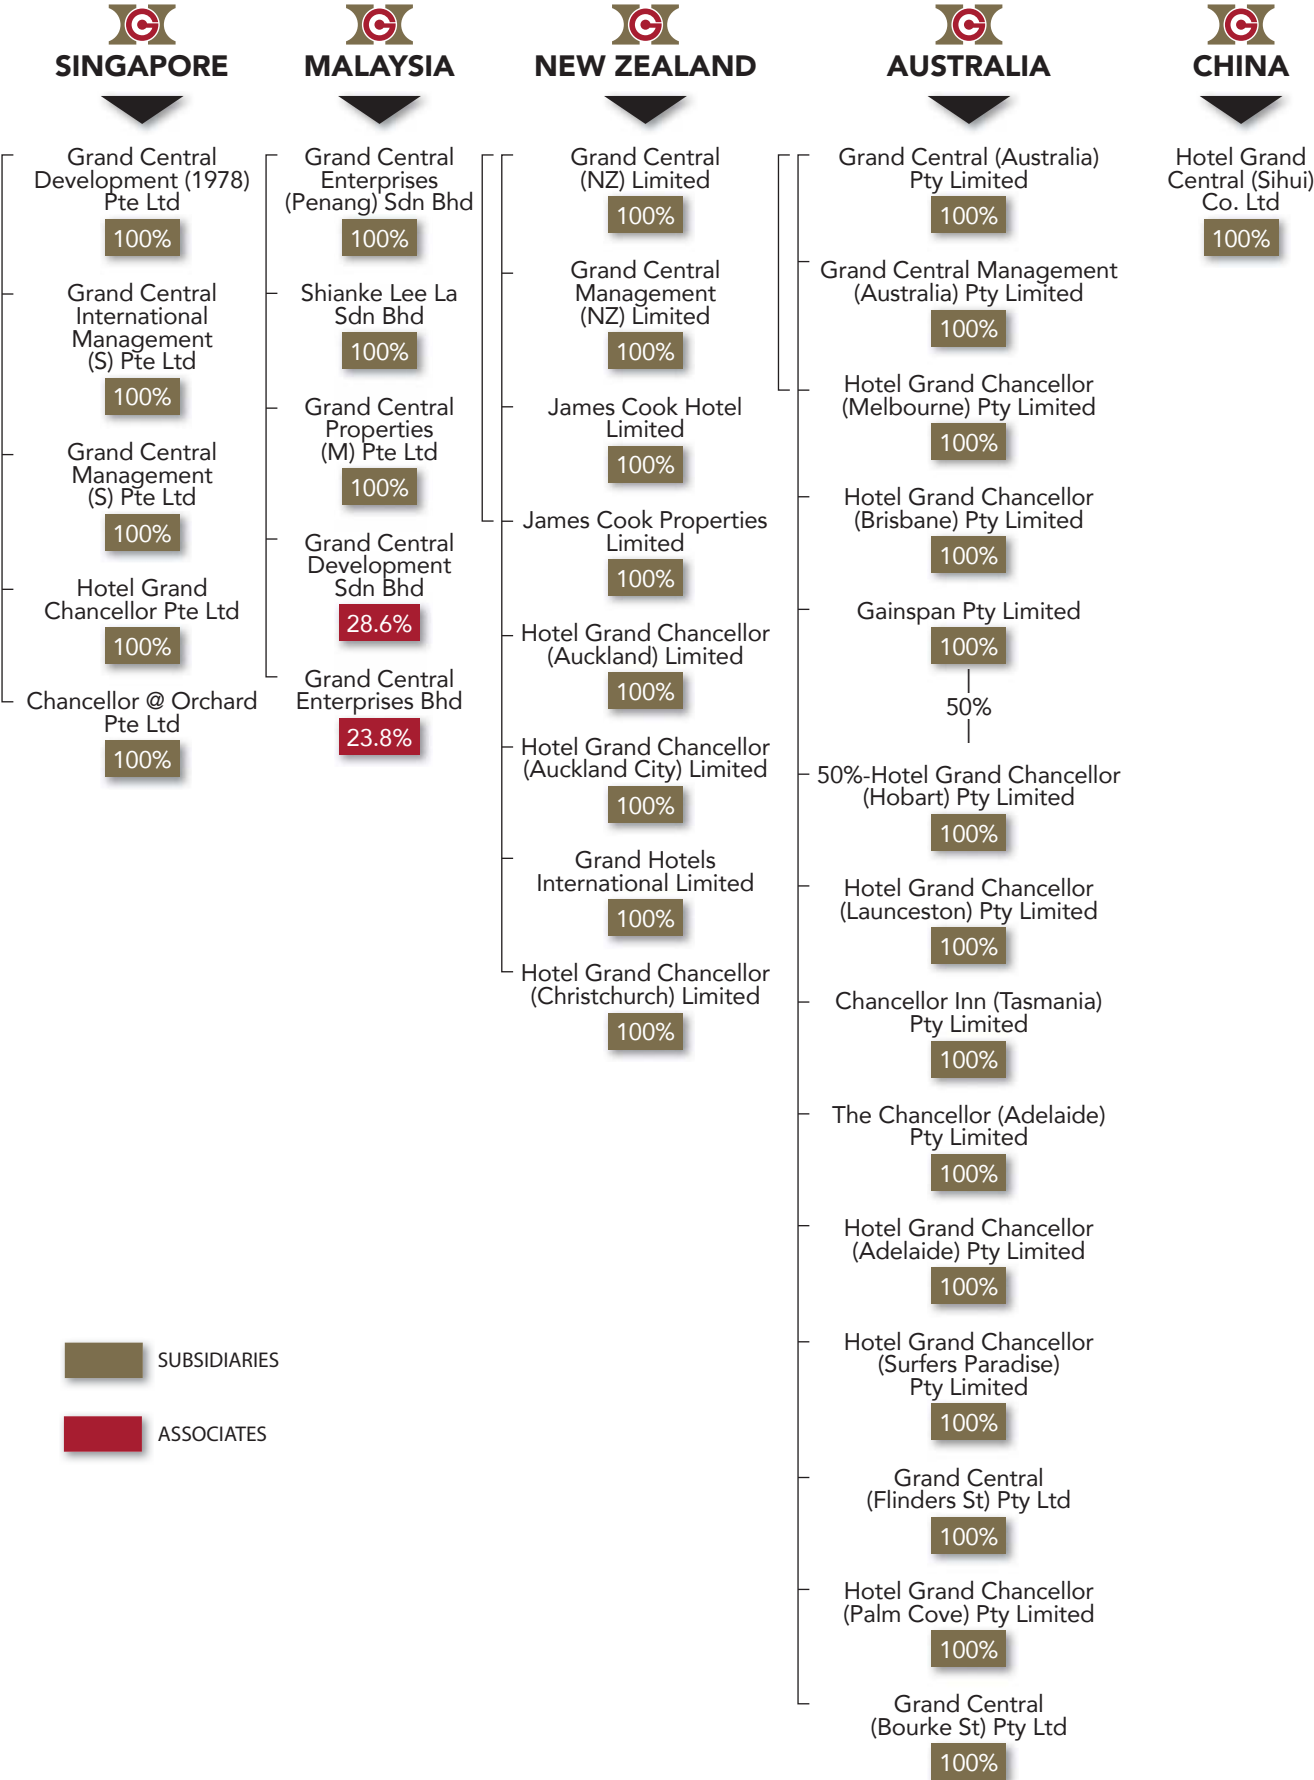 SINGAPORE
Grand Central
Development (1978)
Pte Ltd
100%
Grand Central
International
Management
(S) Pte Ltd
100%
Grand Central
Management
(S) Pte Ltd
100%
Hotel Grand
Chancellor Pte Ltd
100%
Chancellor @ Orchard
Pte Ltd
100%
MALAYSIA
Grand Central
Enterprises
(Penang) Sdn Bhd
100%
Shianke Lee La
Sdn Bhd
100%
Grand Central
Properties
(M) Pte Ltd
100%
Grand Central
Development
Sdn Bhd
28.6%
Grand Central
Enterprises Bhd
23.8%
NEW ZEALAND
Grand Central
(NZ) Limited
100%
Grand Central
Management
(NZ) Limited
100%
James Cook Hotel
Limited
100%
James Cook Properties
Limited
100%
Hotel Grand Chancellor
(Auckland) Limited
100%
Hotel Grand Chancellor
(Auckland City) Limited
100%
Grand Hotels
International Limited
100%
Hotel Grand Chancellor
(Christchurch) Limited
100%
AUSTRALIA
Grand Central (Australia)
Pty Limited
100%
Grand Central Management
(Australia) Pty Limited
100%
Hotel Grand Chancellor
(Melbourne) Pty Limited
100%
Hotel Grand Chancellor
(Brisbane) Pty Limited
100%
Gainspan Pty Limited
100%
50%
50%-Hotel Grand Chancellor
(Hobart) Pty Limited
100%
Hotel Grand Chancellor
(Launceston) Pty Limited
100%
Chancellor Inn (Tasmania)
Pty Limited
100%
The Chancellor (Adelaide)
Pty Limited
100%
Hotel Grand Chancellor
(Adelaide) Pty Limited
100%
Hotel Grand Chancellor
(Surfers Paradise)
Pty Limited
100%
Grand Central
(Flinders St) Pty Ltd
100%
Hotel Grand Chancellor
(Palm Cove) Pty Limited
100%
Grand Central
(Bourke St) Pty Ltd
100%
CHINA
Hotel Grand
Central (Sihui)
Co. Ltd
100%
SUBSIDIARIES
ASSOCIATES